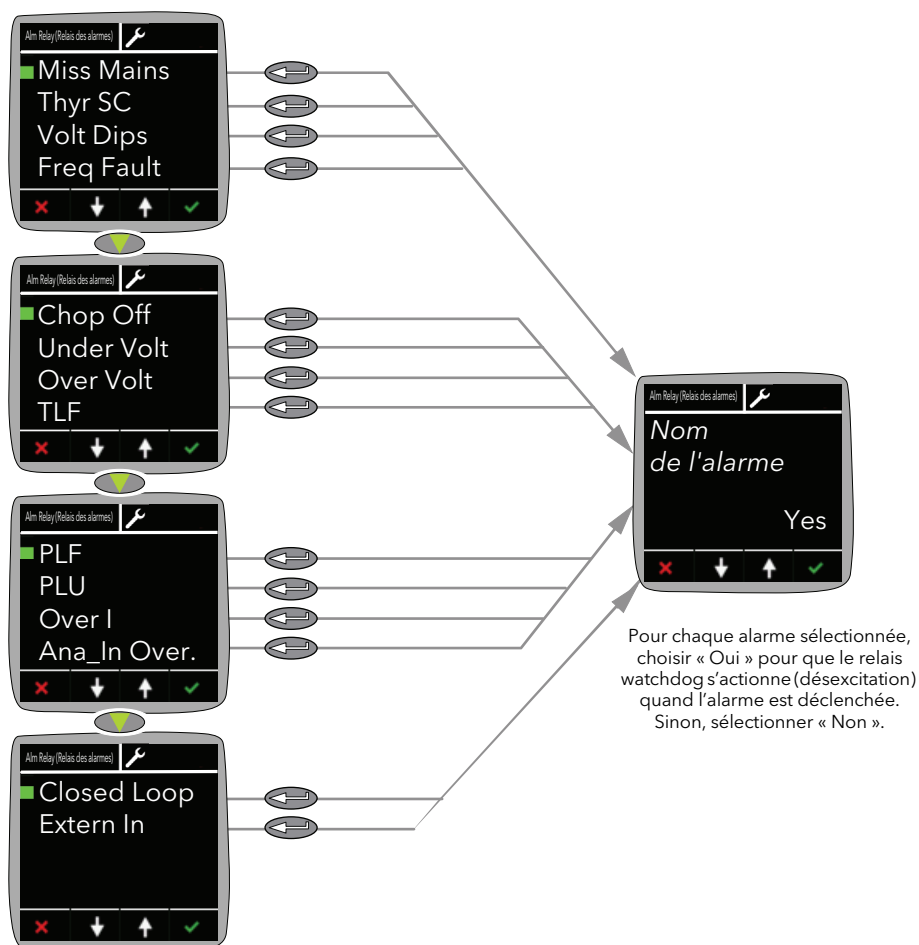 Alm Relay (Relais des alarmes)
Miss Mains
Thyr SC
Volt Dips
Freq Fault
Alm Relay (Relais des alarmes)
Chop Off
Under Volt
Over Volt
TLF
Alm Relay (Relais des alarmes)
PLF
PLU
Over I
Ana_In Over.
Alm Relay (Relais des alarmes)
Closed Loop
Extern In
Alm Relay (Relais des alarmes)
Nom
de l'alarme
Yes
Pour chaque alarme sélectionnée,
choisir « Oui » pour que le relais
watchdog s'actionne (désexcitation)
quand l'alarme est déclenchée.
Sinon, sélectionner « Non ».